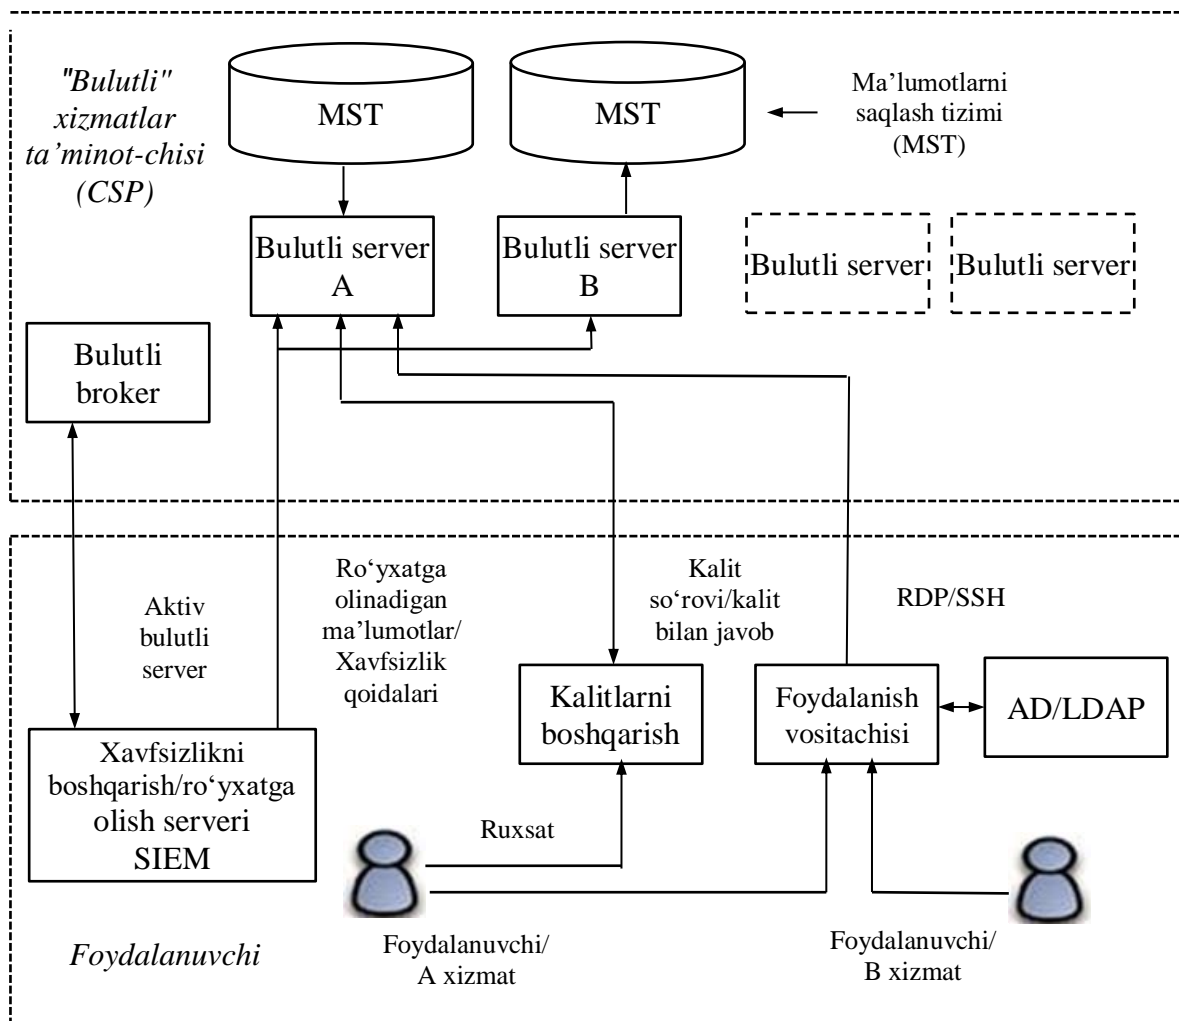 "Bulutli"
xizmatlar
ta’minot-chisi
(CSP)
MST
MST
Ma’lumotlarni
saqlash tizimi
(MST)
Bulutli server
A
Bulutli server
B
Bulutli server
Bulutli server
Bulutli
broker
Aktiv
bulutli
server
Ro‘yxatga
olinadigan
ma’lumotlar/
Xavfsizlik
qoidalari
Kalit
so‘rovi/kalit
bilan javob
RDP/SSH
Xavfsizlikni
boshqarish/ro‘yxatga
olish serveri
SIEM
Kalitlarni
boshqarish
Foydalanish
vositachisi
AD/LDAP
Ruxsat
Foydalanuvchi
Foydalanuvchi/
A xizmat
Foydalanuvchi/
B xizmat